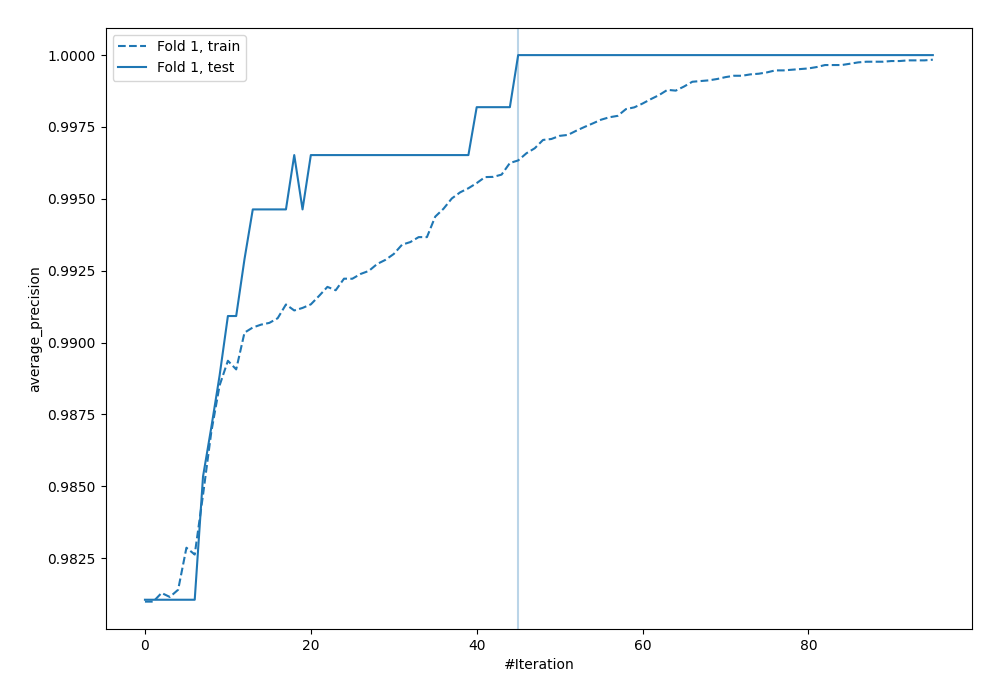 Fold 1, train
Fold 1, test
1.0000
0.9975
0.9950
0.9925
0.9900
0.9875
0.9850
0.9825
average_precision
0 20 40 60 80
#Iteration